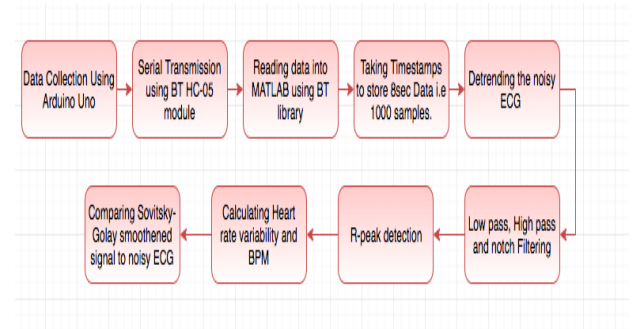 Data Collection Using
Arduino Uno
Serial Transmission
using BT HC-05
module
Reading data into
MATLAB using BT
library
Taking Timestamps
to store 8sec Data i.e
1000 samples.
Detrending the noisy
ECG
Low pass, High pass
and notch Filtering
R-peak detection
Calculating Heart
rate variability and
BPM
Comparing Sovitsky-
Golay smoothened
signal to noisy ECG